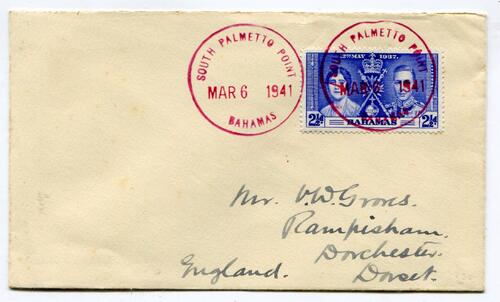 SOUTH PALMETTO POINT
MAR 6 1941
BAHAMAS
SOUTH PALMETTO POINT
MAR 6 1941
BAHAMAS
12TH MAY 1937.
2½d 2½d
BAHAMAS
Mr. V.W. Groves.
Rampisham.
Dorchester.
England. Dorset.